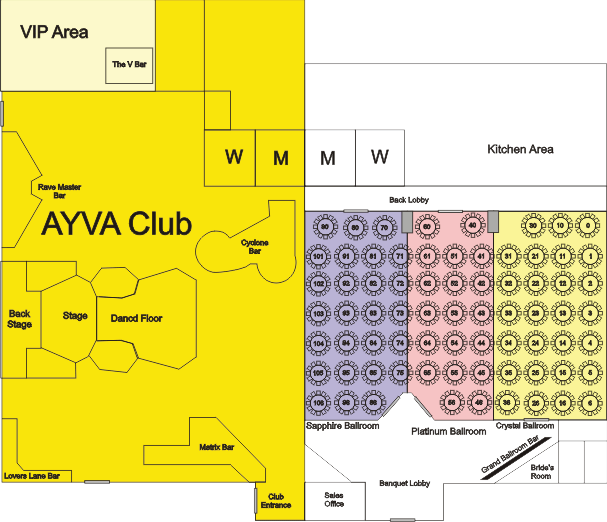 VIP Area
The V Bar
W M M W
Kitchen Area
Rave Master
Bar
Back Lobby
AYVA Club
Cyclone
Bar
90 80 70 60 40 30 10 0
101 91 81 71 61 51 41 31 21 11 1
102 92 82 72 62 52 42 32 22 12 2
103 93 83 73 63 53 43 33 23 13 3
104 94 84 74 64 54 44 34 24 14 4
105 95 85 75 65 55 45 35 25 15 5
106 96 86 56 46 36 26 16 6
Back
Stage
Stage
Dancd Floor
Sapphire Ballroom
Platinum Ballroom
Crystal Ballroom
Matrix Bar
Grand Ballroom Bar
Lovers Lane Bar
Banquet Lobby
Bride's
Room
Club
Entrance
Sales
Office